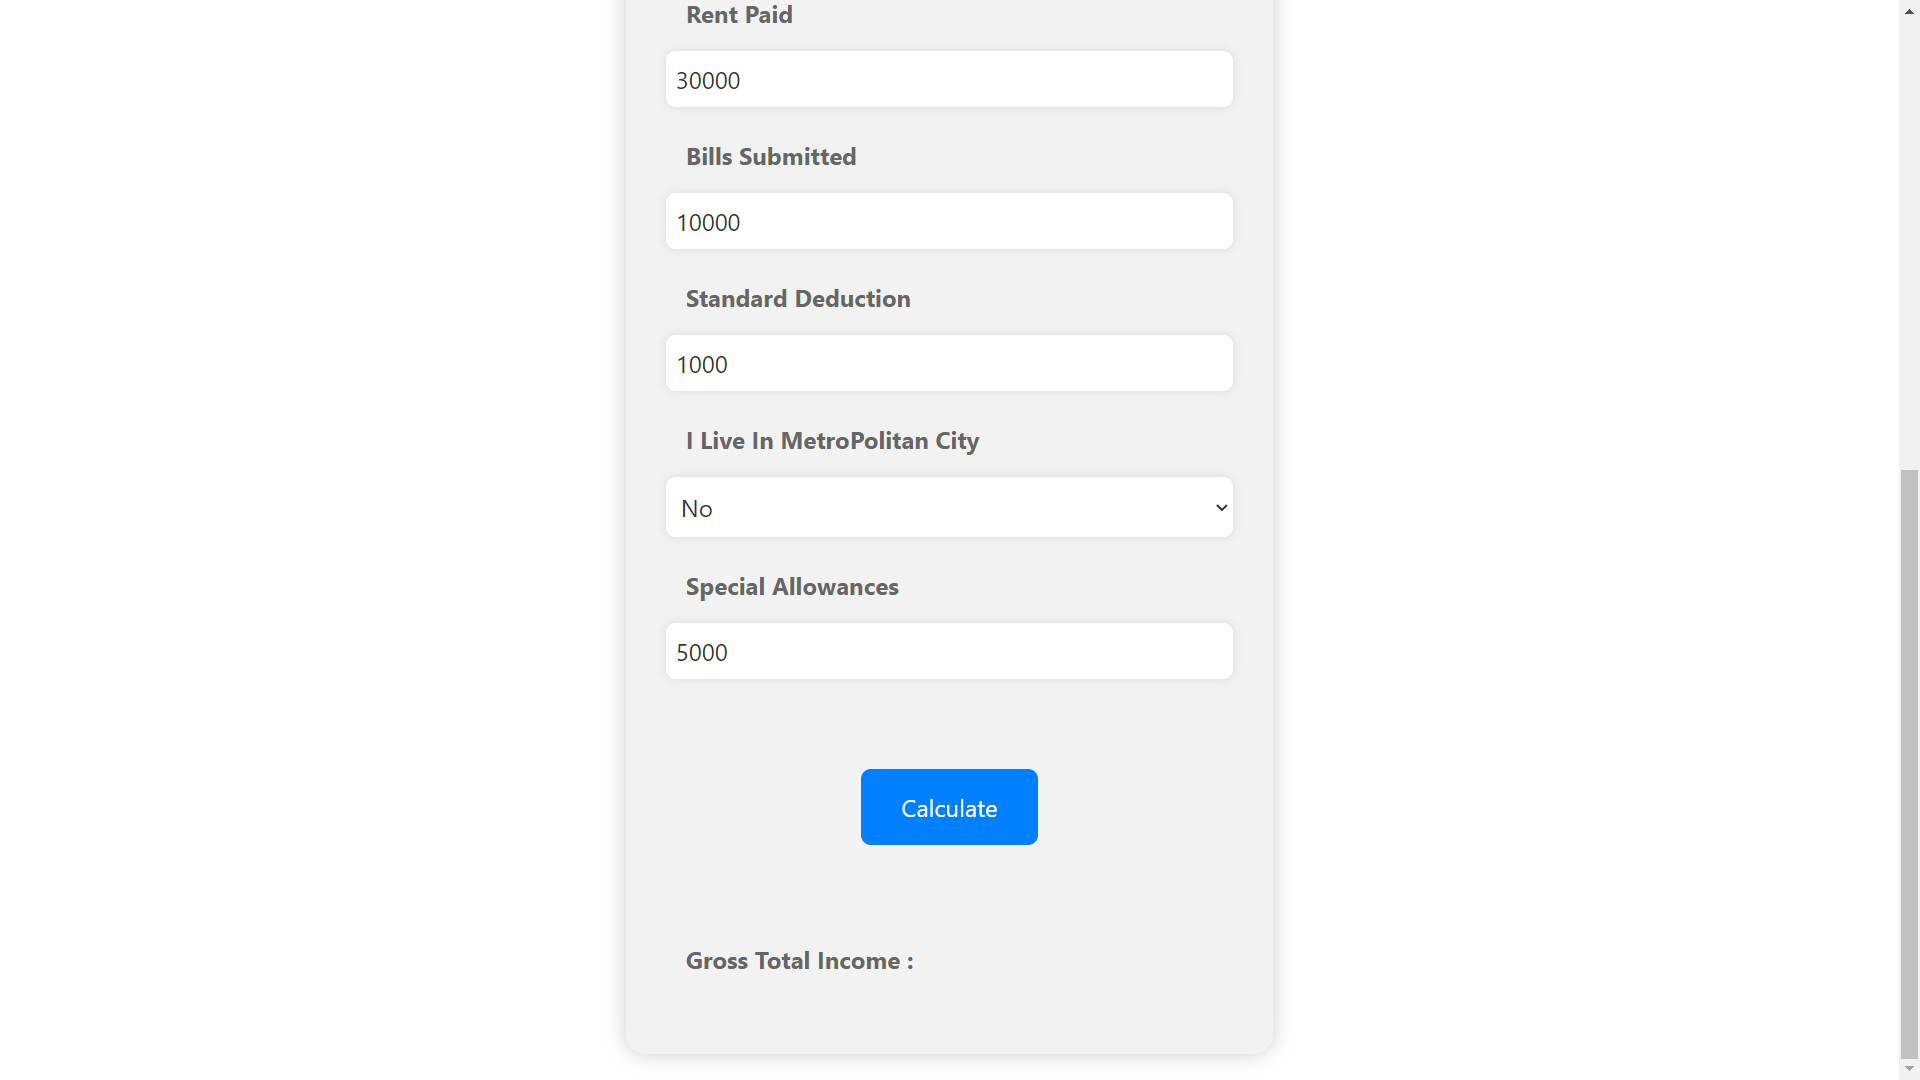 Rent Paid
30000
Bills Submitted
10000
Standard Deduction
1000
I Live In MetroPolitan City
No
Special Allowances
5000
Calculate
Gross Total Income :